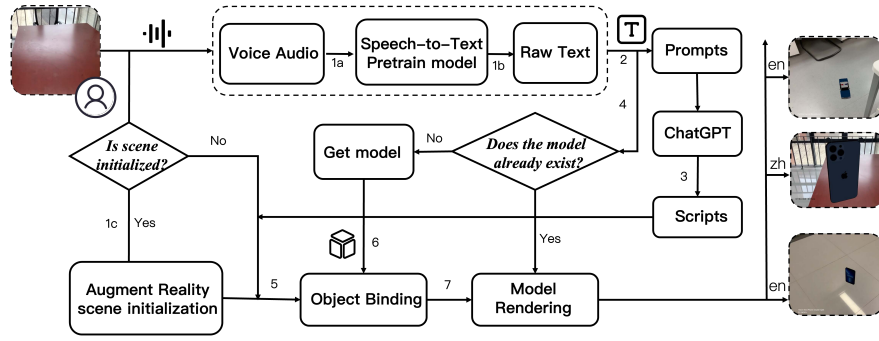 Voice Audio
1a
Speech-to-Text
Pretrain model
1b
Raw Text
T
2
Prompts
en
4
ChatGPT
Is scene
initialized?
No
Get model
No
Does the model
already exist?
3
zh
Scripts
1c
Yes
6
Yes
Augment Reality
scene initialization
5
Object Binding
7
Model
Rendering
en